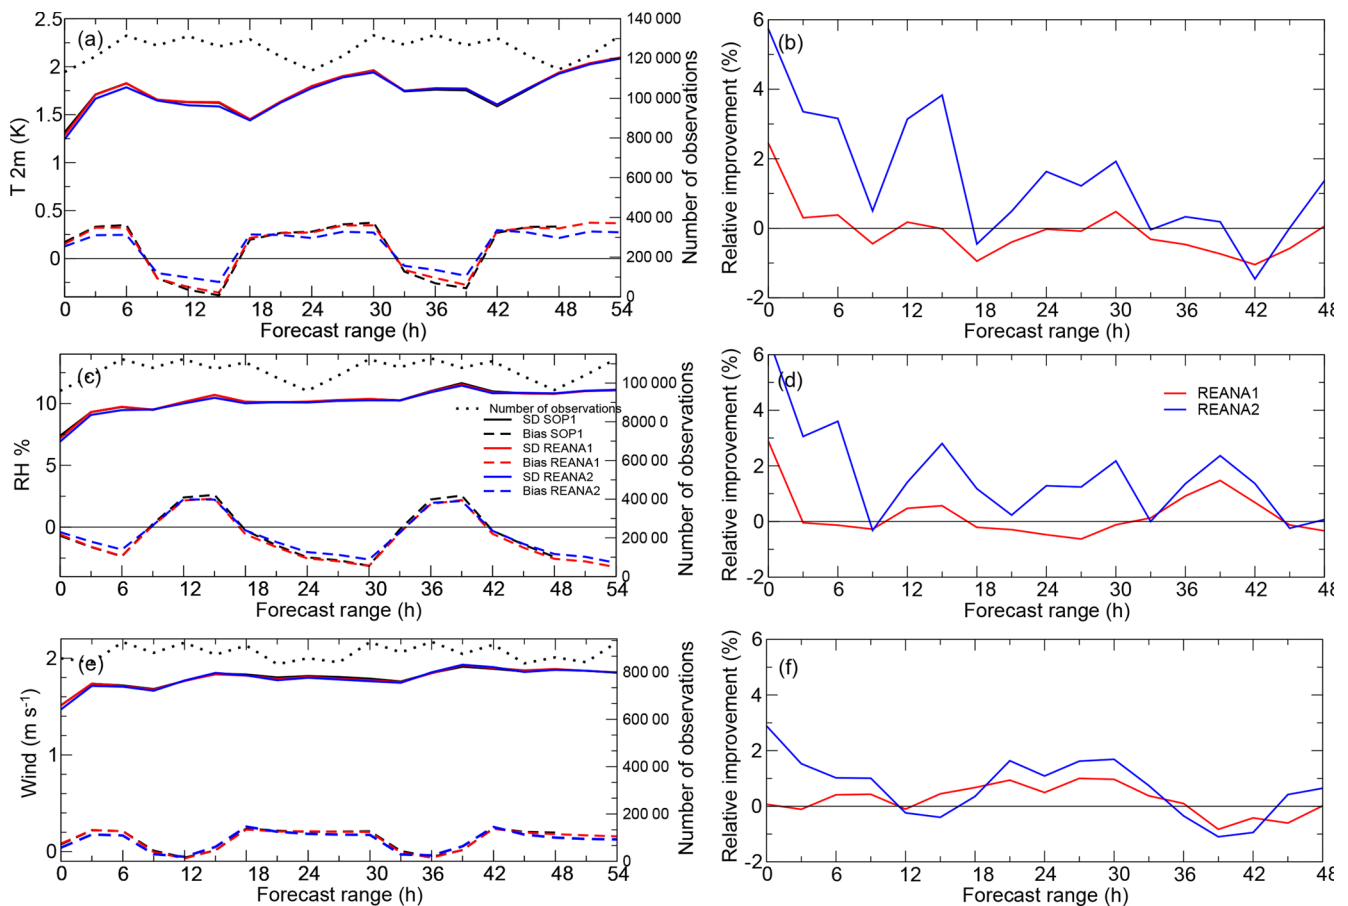 (a)
2.5
2
1.5
1
0.5
0
T 2m (K)
140 000
120 000
100 000
800 00
600 00
400 00
200 00
0
Number of observations
0 6 12 18 24 30 36 42 48 54
Forecast range (h)
(b)
6
4
2
0
-2
Relative improvement (%)
0 6 12 18 24 30 36 42 48
Forecast range (h)
(c)
10
5
0
RH %
100 000
8000 0
600 00
400 00
200 00
0
Number of observations
Number of observations
SD SOP1
Bias SOP1
SD REANA1
Bias REANA1
SD REANA2
Bias REANA2
0 6 12 18 24 30 36 42 48 54
Forecast range (h)
(d)
6
4
2
0
-2
Relative improvement (%)
REANA1
REANA2
0 6 12 18 24 30 36 42 48
Forecast range (h)
(e)
2
1
0
Wind (m s-1)
800 00
600 00
400 00
200 00
100 00
0
Number of observations
0 6 12 18 24 30 36 42 48 54
Forecast range (h)
(f)
6
4
2
0
-2
Relative improvement (%)
0 6 12 18 24 30 36 42 48
Forecast range (h)